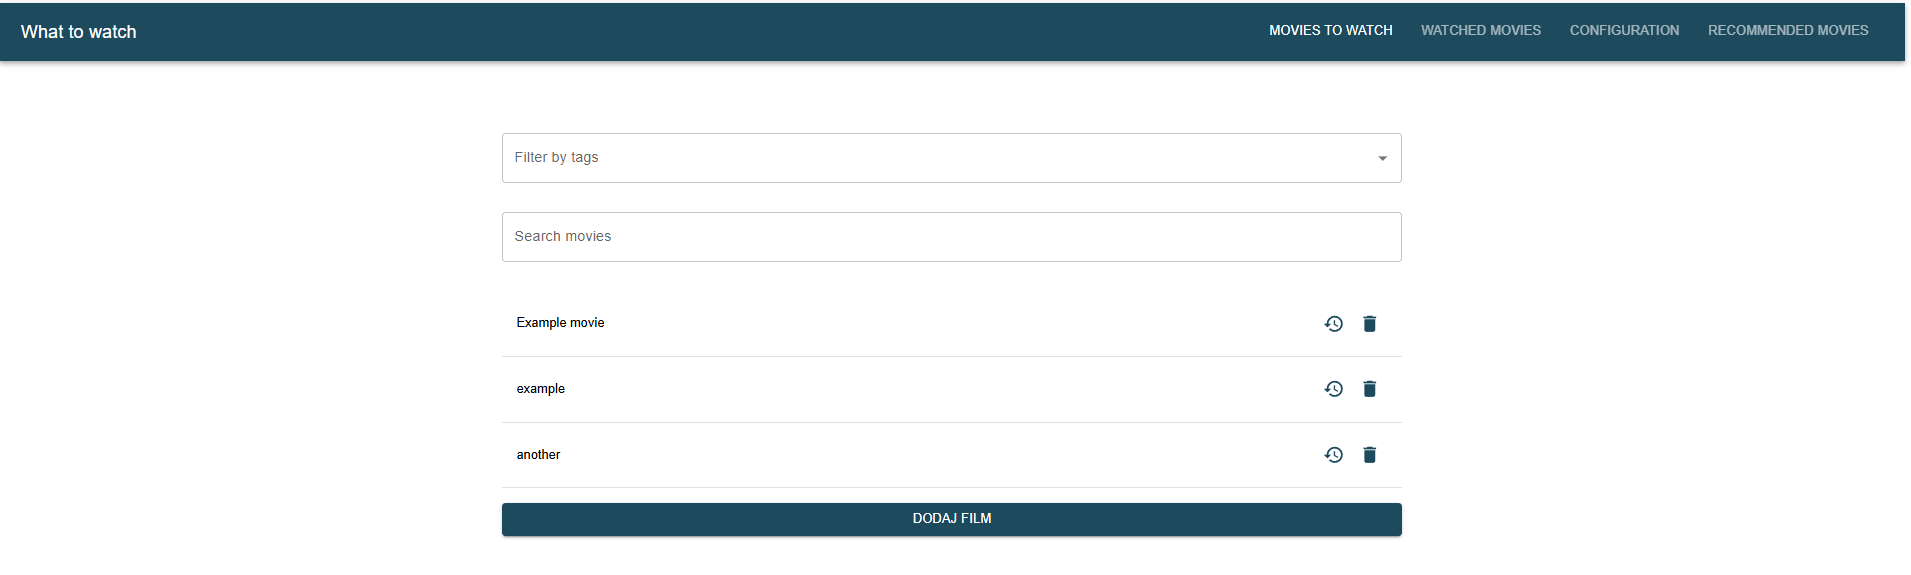 What to watch
MOVIES TO WATCH WATCHED MOVIES CONFIGURATION RECOMMENDED MOVIES
Filter by tags
Search movies
Example movie
example
another
DODAJ FILM